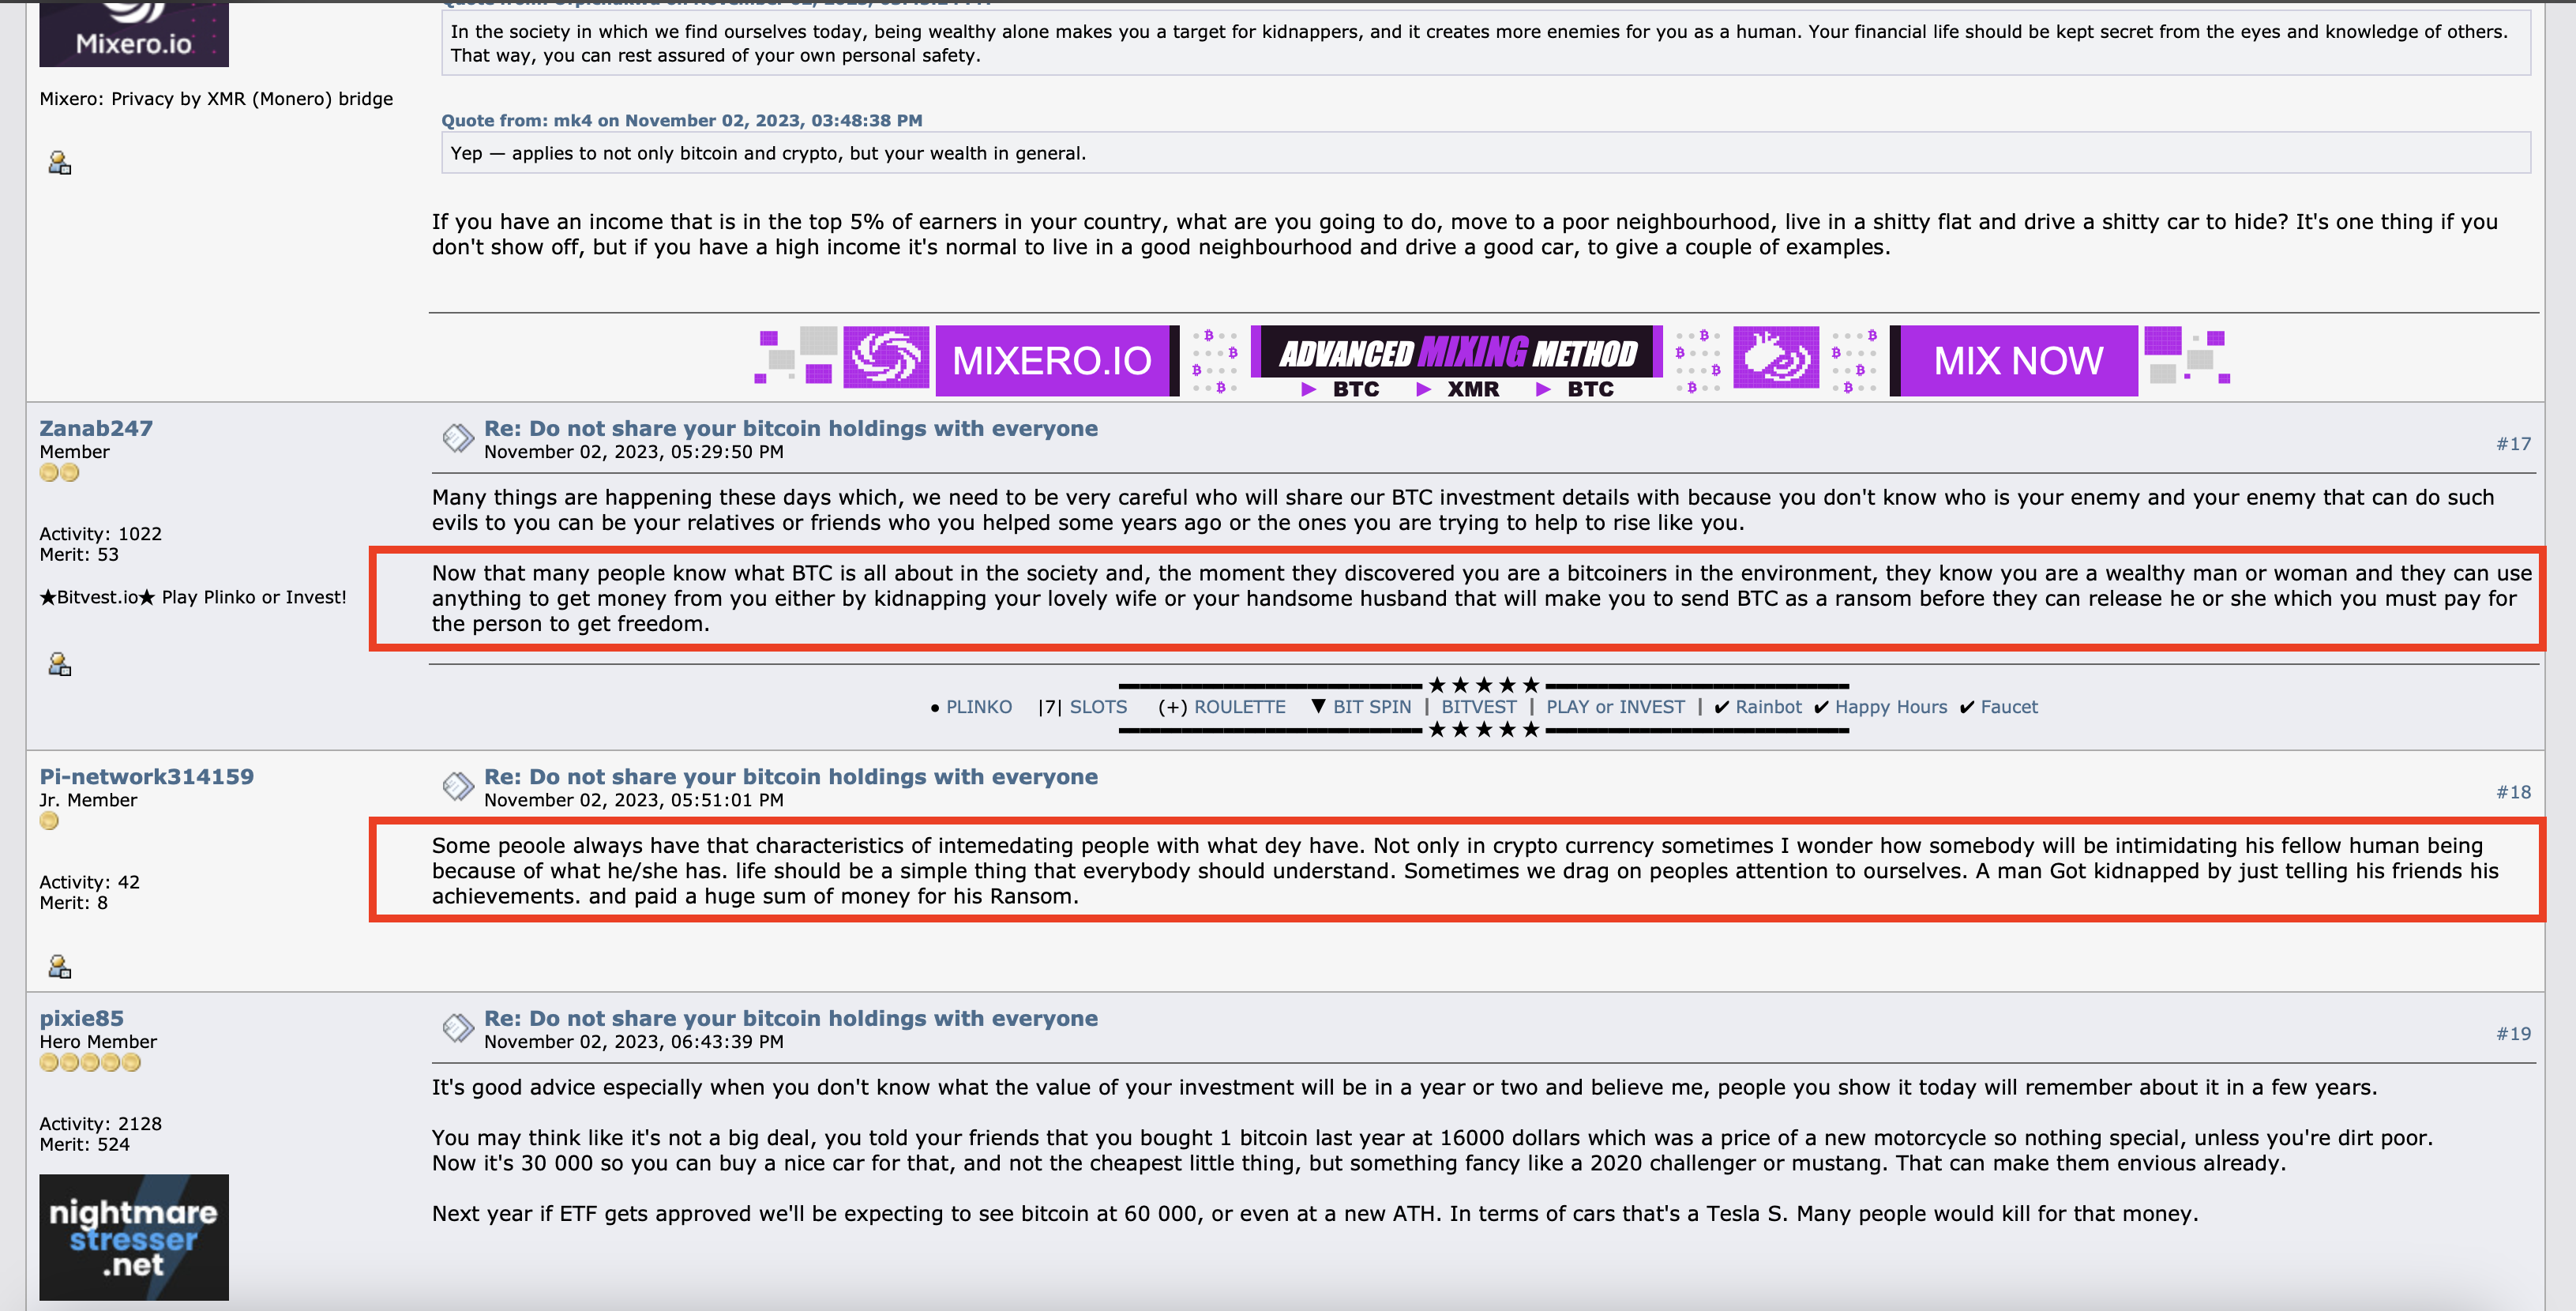 Quote from: 
Mixero.io
Mixero: Privacy by XMR (Monero) bridge
In the society in which we find ourselves today, being wealthy alone makes you a target for kidnappers, and it creates more enemies for you as a human. Your financial life should be kept secret from the eyes and knowledge of others.
That way, you can rest assured of your own personal safety.
Quote from: mk4 on November 02, 2023, 03:48:38 PM
Yep — applies to not only bitcoin and crypto, but your wealth in general.
If you have an income that is in the top 5% of earners in your country, what are you going to do, move to a poor neighbourhood, live in a shitty flat and drive a shitty car to hide? It's one thing if you
don't show off, but if you have a high income it's normal to live in a good neighbourhood and drive a good car, to give a couple of examples.
MIXERO.IO
ADVANCED MIXING METHOD
▶ BTC ▶ XMR ▶ BTC
MIX NOW
Zanab247
Member
Activity: 1022
Merit: 53
★Bitvest.io★ Play Plinko or Invest!
Re: Do not share your bitcoin holdings with everyone
November 02, 2023, 05:29:50 PM
#17
Many things are happening these days which, we need to be very careful who will share our BTC investment details with because you don't know who is your enemy and your enemy that can do such
evils to you can be your relatives or friends who you helped some years ago or the ones you are trying to help to rise like you.
Now that many people know what BTC is all about in the society and, the moment they discovered you are a bitcoiners in the environment, they know you are a wealthy man or woman and they can use
anything to get money from you either by kidnapping your lovely wife or your handsome husband that will make you to send BTC as a ransom before they can release he or she which you must pay for
the person to get freedom.
▬▬▬▬▬▬▬▬▬▬▬▬▬ ★★★★★ ▬▬▬▬▬▬▬▬▬▬▬▬▬
● PLINKO |7| SLOTS (+) ROULETTE ▼ BIT SPIN | BITVEST | PLAY or INVEST | ✔ Rainbot ✔ Happy Hours ✔ Faucet
▬▬▬▬▬▬▬▬▬▬▬▬▬ ★★★★★ ▬▬▬▬▬▬▬▬▬▬▬▬▬
Pi-network314159
Jr. Member
Activity: 42
Merit: 8
Re: Do not share your bitcoin holdings with everyone
November 02, 2023, 05:51:01 PM
#18
Some peoole always have that characteristics of intemedating people with what dey have. Not only in crypto currency sometimes I wonder how somebody will be intimidating his fellow human being
because of what he/she has. life should be a simple thing that everybody should understand. Sometimes we drag on peoples attention to ourselves. A man Got kidnapped by just telling his friends his
achievements. and paid a huge sum of money for his Ransom.
pixie85
Hero Member
Activity: 2128
Merit: 524
nightmare
stresser
.net
Re: Do not share your bitcoin holdings with everyone
November 02, 2023, 06:43:39 PM
#19
It's good advice especially when you don't know what the value of your investment will be in a year or two and believe me, people you show it today will remember about it in a few years.
You may think like it's not a big deal, you told your friends that you bought 1 bitcoin last year at 16000 dollars which was a price of a new motorcycle so nothing special, unless you're dirt poor.
Now it's 30 000 so you can buy a nice car for that, and not the cheapest little thing, but something fancy like a 2020 challenger or mustang. That can make them envious already.
Next year if ETF gets approved we'll be expecting to see bitcoin at 60 000, or even at a new ATH. In terms of cars that's a Tesla S. Many people would kill for that money.